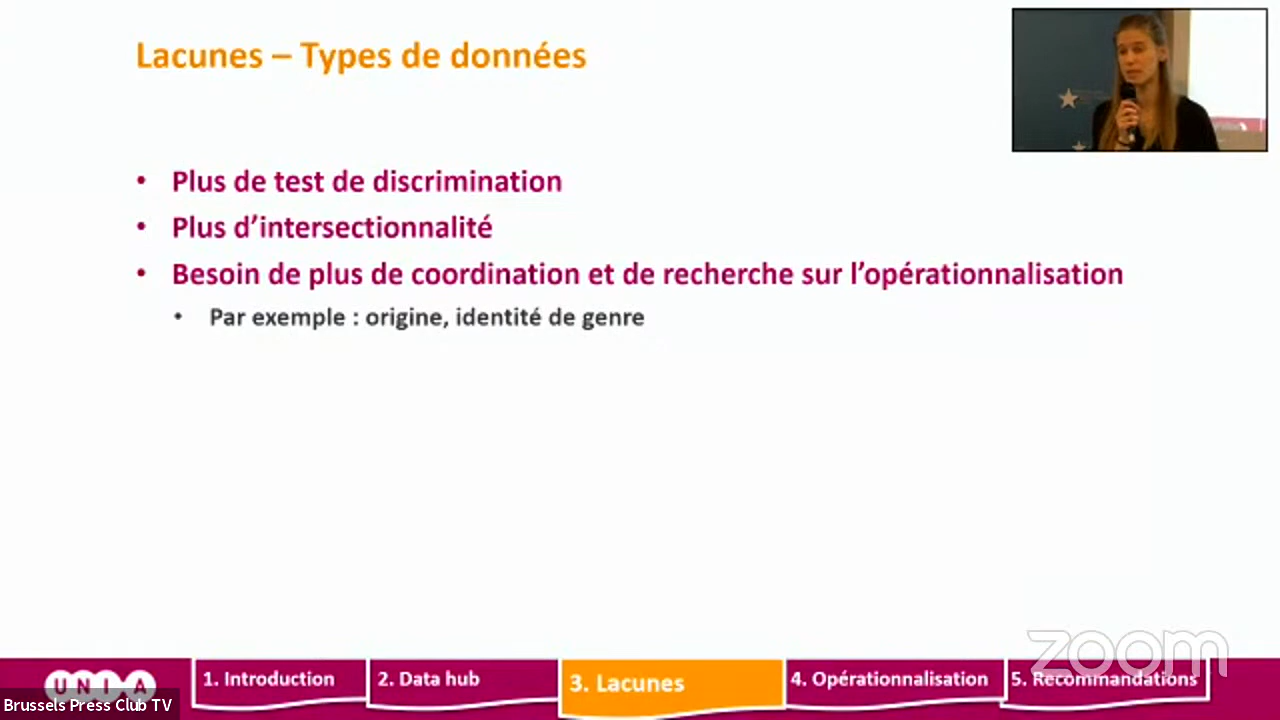 Lacunes – Types de données
• Plus de test de discrimination
• Plus d’intersectionnalité
• Besoin de plus de coordination et de recherche sur l’opérationnalisation
• Par exemple : origine, identité de genre
zoom
UNIA
1. Introduction
2. Data hub
3. Lacunes
4. Opérationnalisation
5. Recommandations
Brussels Press Club TV